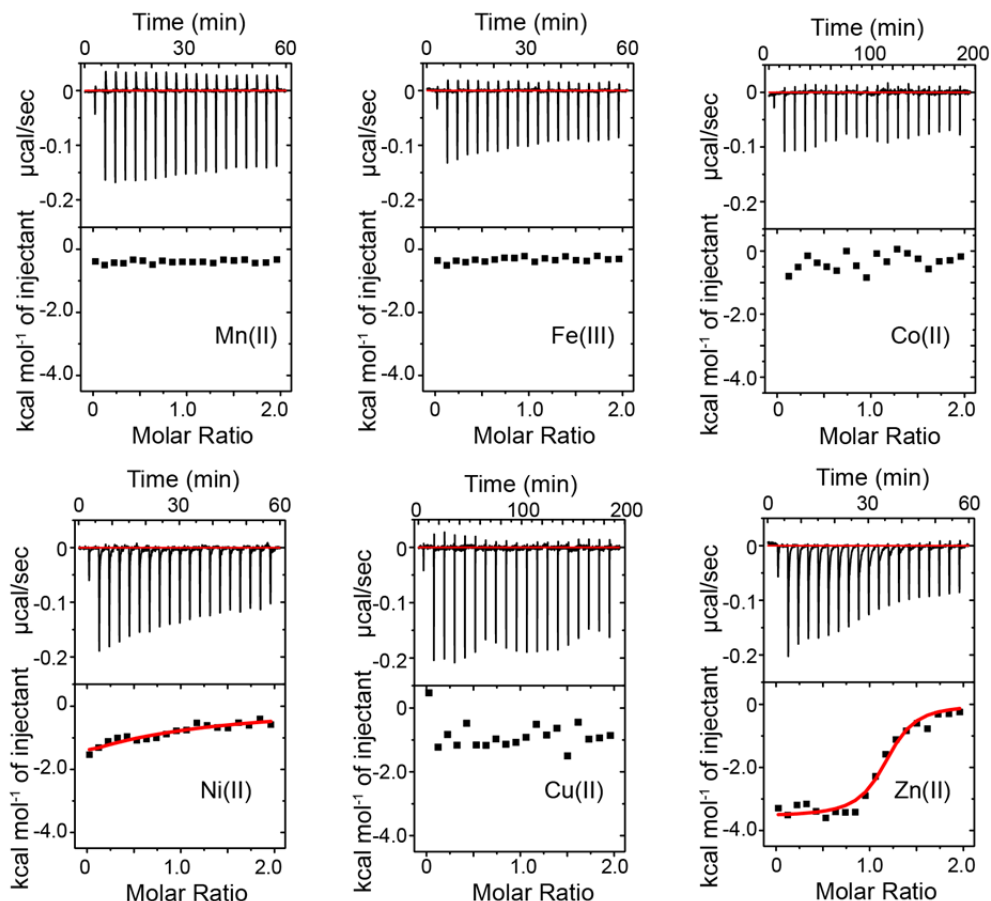 Time (min)
0 30 60
0
-0.1
-0.2
µcal/sec
0
-2.0
-4.0
kcal mol⁻¹ of injectant
Mn(II)
0 1.0 2.0
Molar Ratio
Time (min)
0 30 60
0
-0.1
-0.2
µcal/sec
0
-2.0
-4.0
kcal mol⁻¹ of injectant
Fe(III)
0 1.0 2.0
Molar Ratio
Time (min)
0 100 200
0
-0.1
-0.2
µcal/sec
0
-2.0
-4.0
kcal mol⁻¹ of injectant
Co(II)
0 1.0 2.0
Molar Ratio
Time (min)
0 30 60
0
-0.1
-0.2
µcal/sec
0
-2.0
-4.0
kcal mol⁻¹ of injectant
Ni(II)
0 1.0 2.0
Molar Ratio
Time (min)
0 100 200
0
-0.1
-0.2
µcal/sec
0
-2.0
-4.0
kcal mol⁻¹ of injectant
Cu(II)
0 1.0 2.0
Molar Ratio
Time (min)
0 30 60
0
-0.1
-0.2
µcal/sec
0
-2.0
-4.0
kcal mol⁻¹ of injectant
Zn(II)
0 1.0 2.0
Molar Ratio